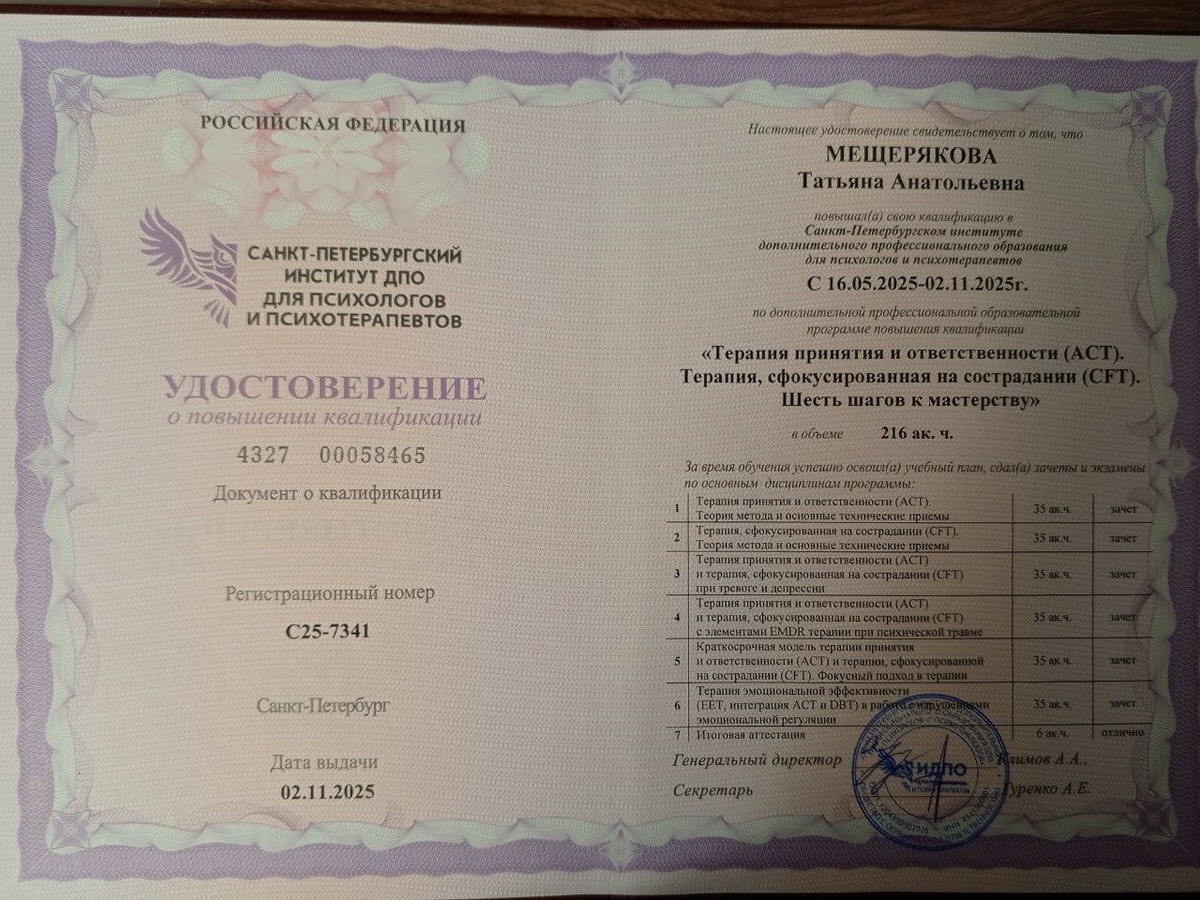 РОССИЙСКАЯ ФЕДЕРАЦИЯ
САНКТ-ПЕТЕРБУРГСКИЙ
ИНСТИТУТ ДПО
ДЛЯ ПСИХОЛОГОВ
И ПСИХОТЕРАПЕВТОВ
УДОСТОВЕРЕНИЕ
о повышении квалификации
4327 00058465
Документ о квалификации
Регистрационный номер
С25-7341
Санкт-Петербург
Дата выдачи
02.11.2025
Настоящее удостоверение свидетельствует о том, что
МЕЩЕРЯКОВА
Татьяна Анатольевна
повышал(а) свою квалификацию в
Санкт-Петербургском институте
дополнительного профессионального образования
для психологов и психотерапевтов
С 16.05.2025-02.11.2025г.
по дополнительной профессиональной образовательной
программе повышения квалификации
«Терапия принятия и ответственности (ACT).
Терапия, сфокусированная на сострадании (CFT).
Шесть шагов к мастерству»
в объеме 216 ак. ч.
За время обучения успешно освоил(а) учебный план, сдал(а) зачеты и экзамены
по основным дисциплинам программы:
1 Терапия принятия и ответственности (ACT).
Теория метода и основные технические приемы 35 ак.ч. зачет
2 Терапия, сфокусированная на сострадании (CFT).
Теория метода и основные технические приемы 35 ак.ч. зачет
3 Терапия принятия и ответственности (ACT)
и терапия, сфокусированная на сострадании (CFT)
при тревоге и депрессии 35 ак.ч. зачет
4 Терапия принятия и ответственности (ACT)
и терапия, сфокусированная на сострадании (CFT)
с элементами EMDR терапии при психической травме 35 ак.ч. зачет
5 Краткосрочная модель терапии принятия
и ответственности (ACT) и терапии, сфокусированной
на сострадании (CFT). Фокусный подход в терапии 35 ак.ч. зачет
6 Терапия эмоциональной эффективности
(EET, интеграция ACT и DBT) в работе с нарушениями
эмоциональной регуляции 35 ак.ч. зачет
7 Итоговая аттестация 6 ак.ч. отлично
Генеральный директор Климов А.А.,
Секретарь Гуренко А.Е.
ИДПО